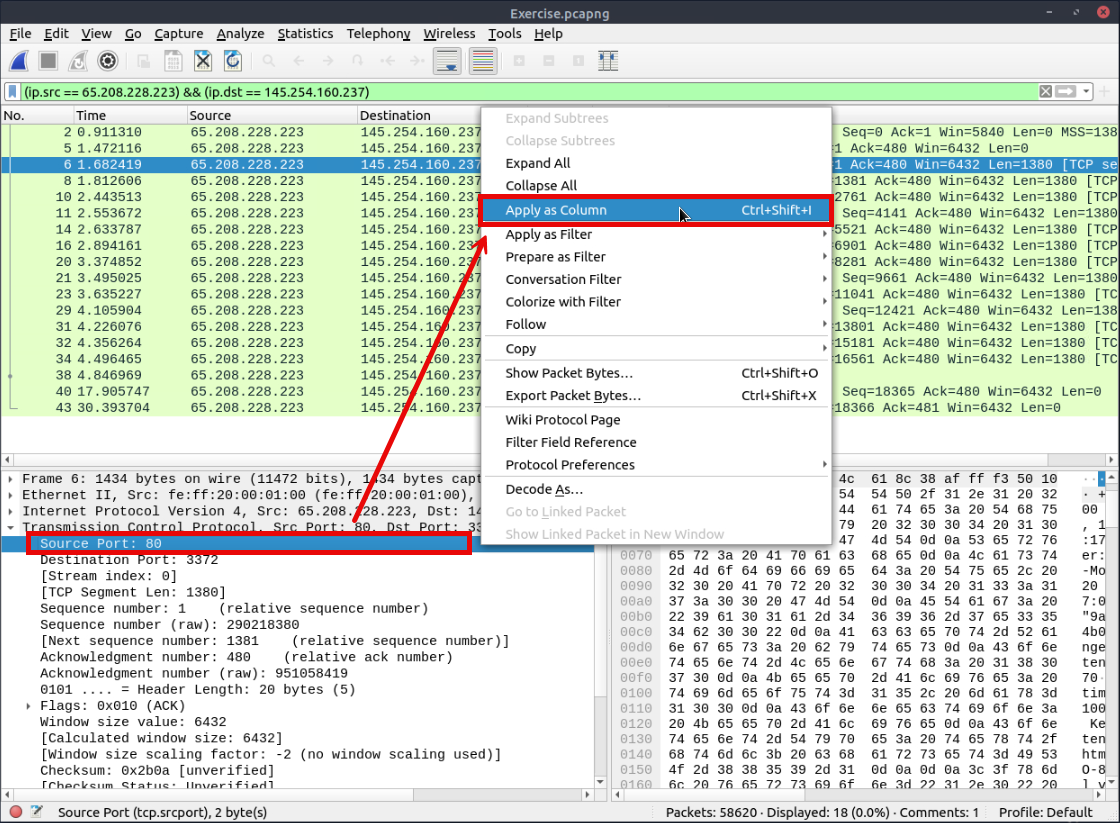 Exercise.pcapng
File Edit View Go Capture Analyze Statistics Telephony Wireless Tools Help
(ip.src == 65.208.228.223) && (ip.dst == 145.254.160.237)
No. Time Source Destination
2 0.911310 65.208.228.223 145.254.160.237 Seq=0 Ack=1 Win=5840 Len=0 MSS=138
5 1.472116 65.208.228.223 145.254.160.237 1 Ack=480 Win=6432 Len=0
6 1.682419 65.208.228.223 145.254.160.237 1 Ack=480 Win=6432 Len=1380 [TCP se
8 1.812606 65.208.228.223 145.254.160.237 1381 Ack=480 Win=6432 Len=1380 [TCP
10 2.443513 65.208.228.223 145.254.160.237 2761 Ack=480 Win=6432 Len=1380 [TCP
11 2.553672 65.208.228.223 145.254.160.237 Seq=4141 Ack=480 Win=6432 Len=1380
14 2.633787 65.208.228.223 145.254.160.237 5521 Ack=480 Win=6432 Len=1380 [TCP
16 2.894161 65.208.228.223 145.254.160.237 6901 Ack=480 Win=6432 Len=1380 [TCP
20 3.374852 65.208.228.223 145.254.160.237 8281 Ack=480 Win=6432 Len=1380 [TCP
21 3.495025 65.208.228.223 145.254.160.237 Seq=9661 Ack=480 Win=6432 Len=1380
23 3.635227 65.208.228.223 145.254.160.237 11041 Ack=480 Win=6432 Len=1380 [TC
29 4.105904 65.208.228.223 145.254.160.237 Seq=12421 Ack=480 Win=6432 Len=1380
31 4.226076 65.208.228.223 145.254.160.237 13801 Ack=480 Win=6432 Len=1380 [TC
32 4.356264 65.208.228.223 145.254.160.237 15181 Ack=480 Win=6432 Len=1380 [TC
34 4.496465 65.208.228.223 145.254.160.237 16561 Ack=480 Win=6432 Len=1380 [TC
38 4.846969 65.208.228.223 145.254.160.237
40 17.905747 65.208.228.223 145.254.160.237 Seq=18365 Ack=480 Win=6432 Len=0
43 30.393704 65.208.228.223 145.254.160.237 18366 Ack=481 Win=6432 Len=0
Expand Subtrees
Collapse Subtrees
Expand All
Collapse All
Apply as Column Ctrl+Shift+I
Apply as Filter
Prepare as Filter
Conversation Filter
Colorize with Filter
Follow
Copy
Show Packet Bytes… Ctrl+Shift+O
Export Packet Bytes… Ctrl+Shift+X
Wiki Protocol Page
Filter Field Reference
Protocol Preferences
Decode As…
Go to Linked Packet
Show Linked Packet in New Window
Frame 6: 1434 bytes on wire (11472 bits), 1434 bytes capt
Ethernet II, Src: fe:ff:20:00:01:00 (fe:ff:20:00:01:00),
Internet Protocol Version 4, Src: 65.208.228.223, Dst: 14
Transmission Control Protocol, Src Port: 80, Dst Port: 33
Source Port: 80
Destination Port: 3372
[Stream index: 0]
[TCP Segment Len: 1380]
Sequence number: 1 (relative sequence number)
Sequence number (raw): 290218380
[Next sequence number: 1381 (relative sequence number)]
Acknowledgment number: 480 (relative ack number)
Acknowledgment number (raw): 951058419
0101 .... = Header Length: 20 bytes (5)
Flags: 0x010 (ACK)
Window size value: 6432
[Calculated window size: 6432]
[Window size scaling factor: -2 (no window scaling used)]
Checksum: 0x2b0a [unverified]
[Checksum Status: Unverified]
4c 61 8c 38 af ff f3 50 10
54 54 50 2f 31 2e 31 20 32 · +
44 61 74 65 3a 20 54 68 75 00
79 20 32 30 30 34 20 31 30 , 1
47 4d 54 0d 0a 53 65 72 76 :17
0070 65 72 3a 20 41 70 61 63 68 65 0d 0a 4c 61 73 74 er:
0080 2d 4d 6f 64 69 66 69 65 64 3a 20 54 75 65 2c 20 -Mo
0090 32 30 20 41 70 72 20 32 30 30 34 20 31 33 3a 31 20
00a0 37 3a 30 30 20 47 4d 54 0d 0a 45 54 61 67 3a 20 7:0
00b0 22 39 61 30 31 61 2d 34 36 39 36 2d 37 65 33 35 "9a
00c0 34 62 30 30 22 0d 0a 41 63 63 65 70 74 2d 52 61 4b0
00d0 6e 67 65 73 3a 20 62 79 74 65 73 0d 0a 43 6f 6e nge
00e0 74 65 6e 74 2d 4c 65 6e 67 74 68 3a 20 31 38 30 ten
00f0 37 30 0d 0a 4b 65 65 70 2d 41 6c 69 76 65 3a 20 70·
0100 74 69 6d 65 6f 75 74 3d 31 35 2c 20 6d 61 78 3d tim
0110 31 30 30 0d 0a 43 6f 6e 6e 65 63 74 69 6f 6e 3a 100
0120 20 4b 65 65 70 2d 41 6c 69 76 65 0d 0a 43 6f 6e Ke
0130 74 65 6e 74 2d 54 79 70 65 3a 20 74 65 78 74 2f ten
0140 68 74 6d 6c 3b 20 63 68 61 72 73 65 74 3d 49 53 htm
0150 4f 2d 38 38 35 39 2d 31 0d 0a 0d 0a 3c 3f 78 6d O-8
0160 6c 20 76 65 72 73 69 6f 6e 3d 22 31 2e 30 22 20 l v
Source Port (tcp.srcport), 2 byte(s)
Packets: 58620 · Displayed: 18 (0.0%) · Comments: 1 Profile: Default